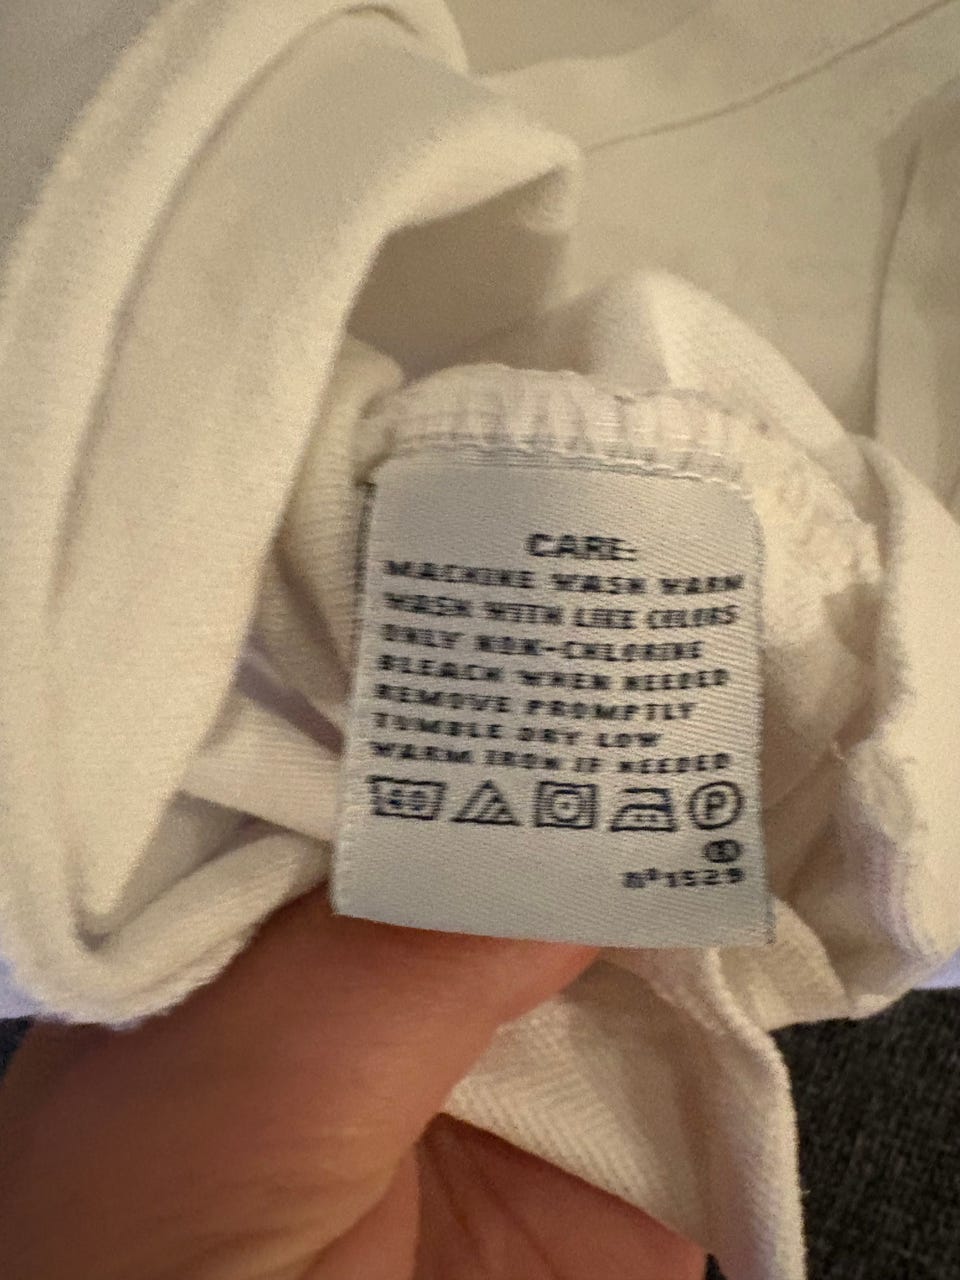 CARE:
MACHINE WASH WARM
WASH WITH LIKE COLORS
ONLY NON-CHLORINE
BLEACH WHEN NEEDED
REMOVE PROMPTLY
TUMBLE DRY LOW
WARM IRON IF NEEDED
P
nº1529